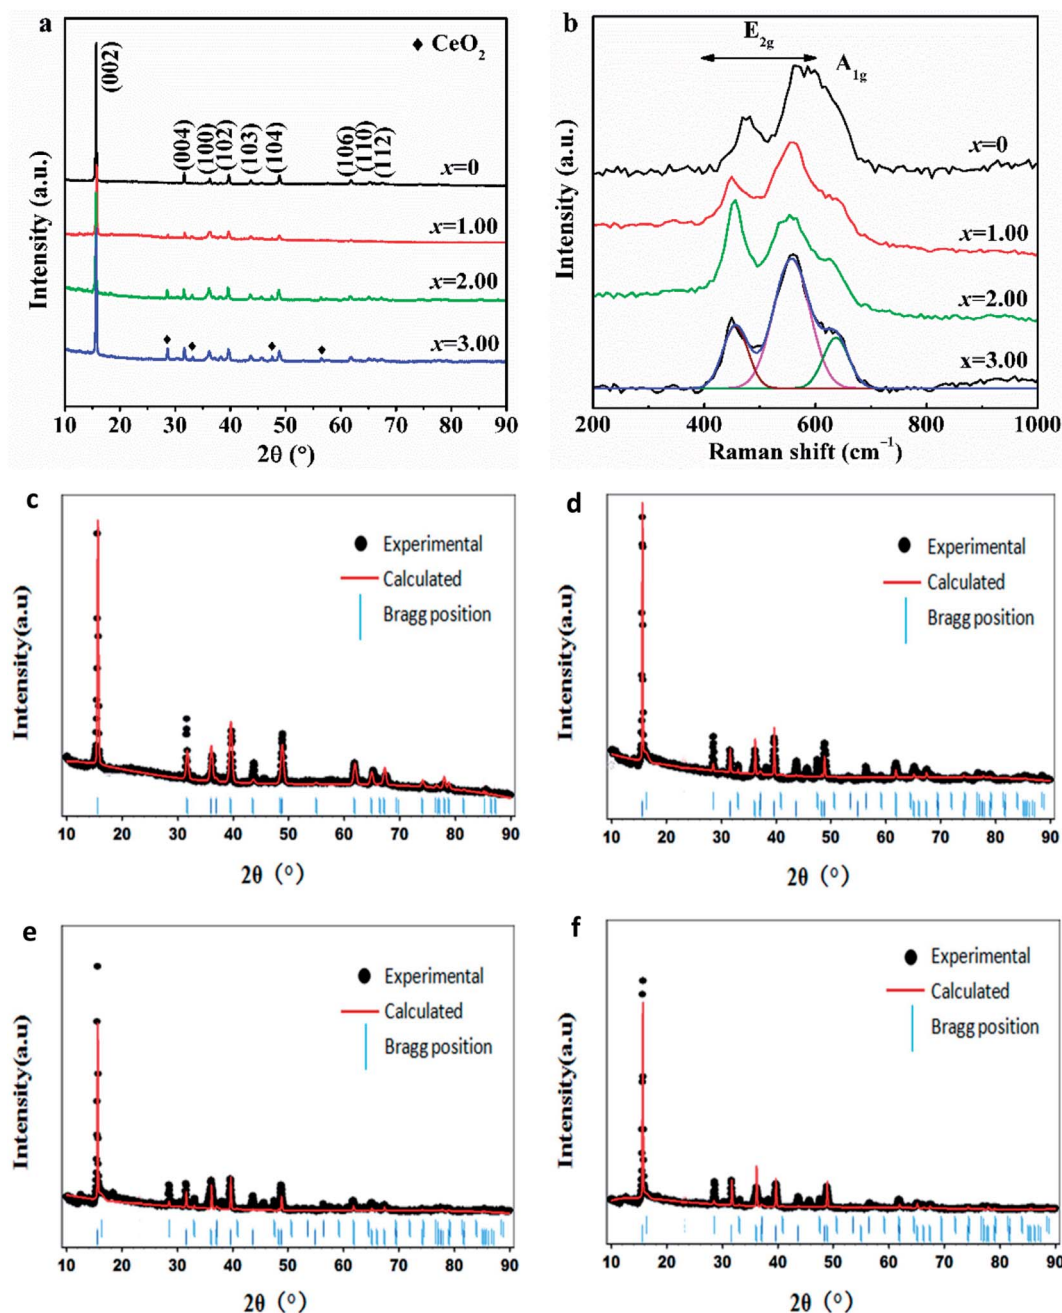 a
◆ CeO2
(002)
(004)
(100)
(102)
(103)
(104)
(106)
(110)
(112)
x=0
x=1.00
x=2.00
x=3.00
Intensity (a.u.)
10 20 30 40 50 60 70 80 90
2θ (°)
b
E2g
A1g
x=0
x=1.00
x=2.00
x=3.00
Intensity (a.u.)
200 400 600 800 1000
Raman shift (cm⁻¹)
c
Experimental
Calculated
Bragg position
Intensity(a.u)
10 20 30 40 50 60 70 80 90
2θ (°)
d
Experimental
Calculated
Bragg position
Intensity(a.u)
10 20 30 40 50 60 70 80 90
2θ (°)
e
Experimental
Calculated
Bragg position
Intensity(a.u)
10 20 30 40 50 60 70 80 90
2θ (°)
f
Experimental
Calculated
Bragg position
Intensity(a.u)
10 20 30 40 50 60 70 80 90
2θ (°)